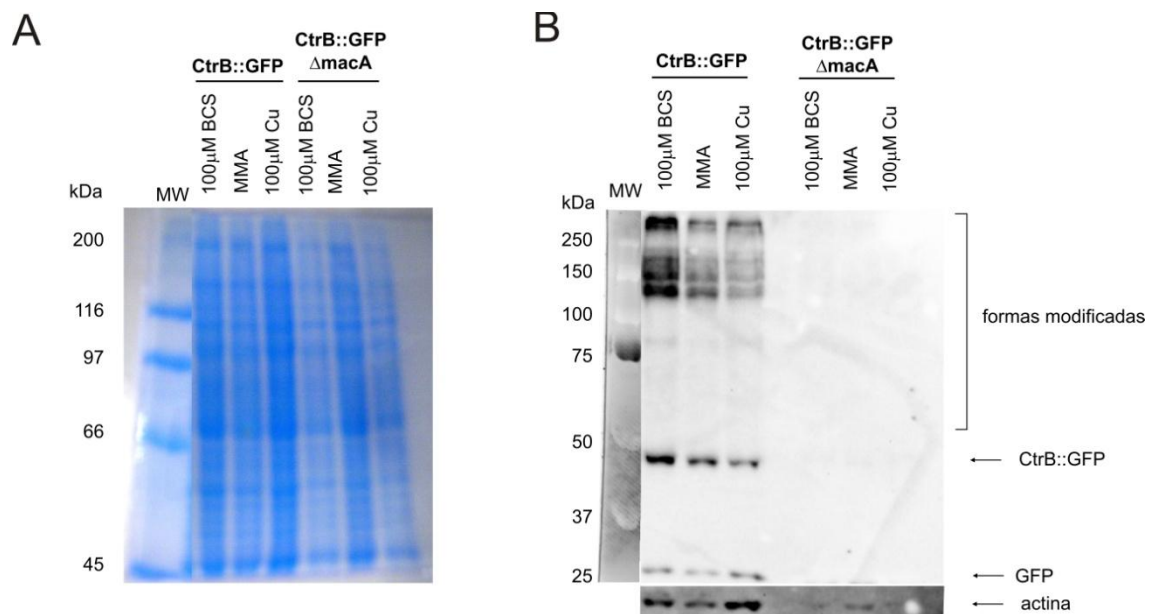 A
CtrB::GFP
CtrB::GFP
ΔmacA
100μM BCS
MMA
100μM Cu
100μM BCS
MMA
100μM Cu
kDa
MW
200
116
97
66
45
B
CtrB::GFP
CtrB::GFP
ΔmacA
100μM BCS
MMA
100μM Cu
100μM BCS
MMA
100μM Cu
MW
kDa
250
150
100
75
50
37
25
formas modificadas
CtrB::GFP
GFP
actina